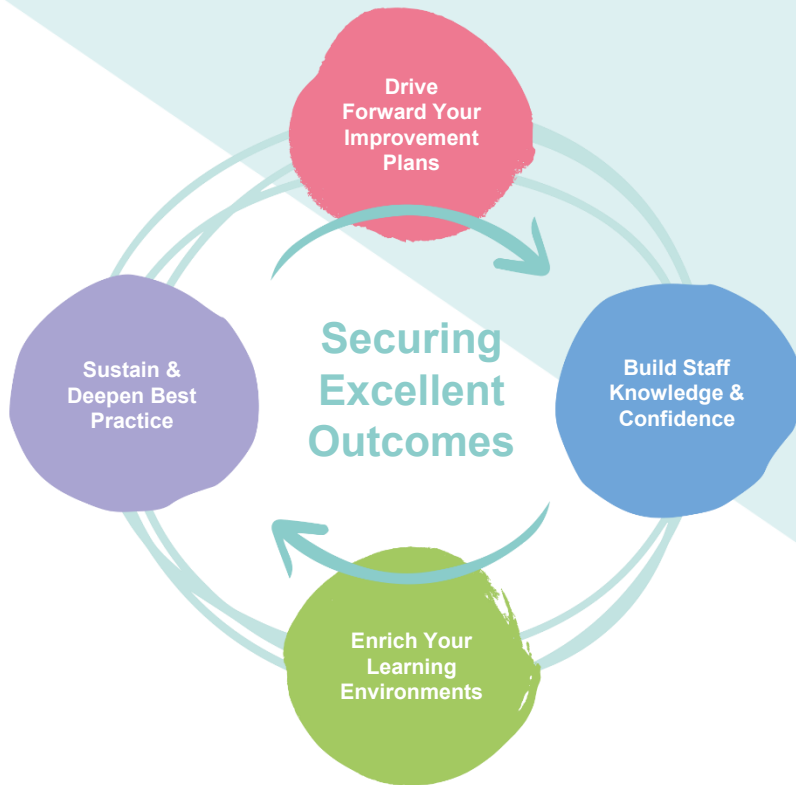 Drive
Forward Your
Improvement
Plans
Securing
Excellent
Outcomes
Build Staff
Knowledge &
Confidence
Enrich Your
Learning
Environments
Sustain &
Deepen Best
Practice